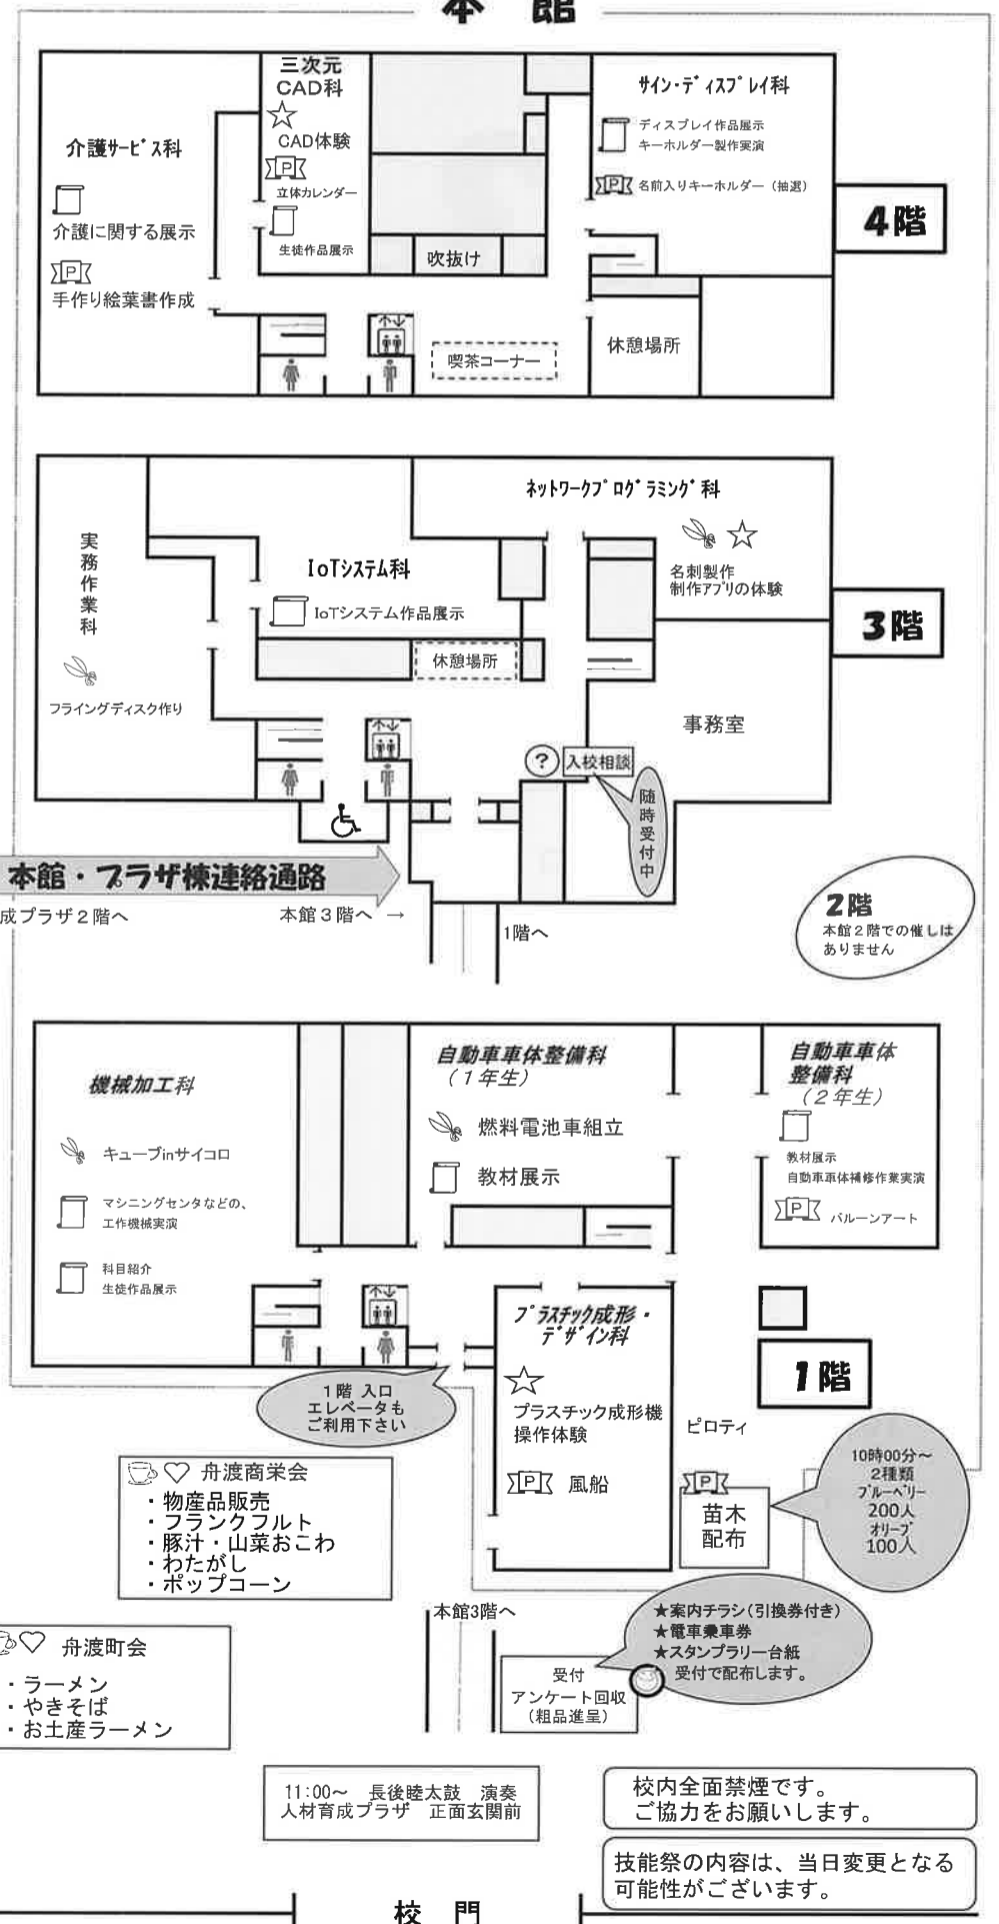 本 館
三次元
CAD科
CAD体験
P
立体カレンダー
生徒作品展示
介護サービス科
介護に関する展示
P
手作り絵葉書作成
吹抜け
サイン・ディスプレイ科
ディスプレイ作品展示
キーホルダー製作実演
P 名前入りキーホルダー（抽選）
4階
休憩場所
喫茶コーナー
実務作業科
フライングディスク作り
IoTシステム科
IoTシステム作品展示
休憩場所
ネットワークプログラミング科
名刺製作
制作アプリの体験
3階
事務室
? 入校相談
随時受付中
本館・プラザ棟連絡通路
成プラザ2階へ
本館3階へ →
1階へ
2階
本館2階での催しは
ありません
機械加工科
キューブinサイコロ
マシニングセンタなどの、
工作機械実演
科目紹介
生徒作品展示
自動車車体整備科
（1年生）
燃料電池車組立
教材展示
自動車車体
整備科
（2年生）
教材展示
自動車車体補修作業実演
P
バルーンアート
プラスチック成形・
デザイン科
プラスチック成形機
操作体験
P 風船
1階
1階 入口
エレベータも
ご利用下さい
ピロティ
P
苗木
配布
10時00分～
2種類
ブルーベリー
200人
オリーブ
100人
舟渡商栄会
・物産品販売
・フランクフルト
・豚汁・山菜おこわ
・わたがし
・ポップコーン
舟渡町会
・ラーメン
・やきそば
・お土産ラーメン
本館3階へ
★案内チラシ(引換券付き)
★電車乗車券
★スタンプラリー台紙
受付で配布します。
受付
アンケート回収
（粗品進呈）
11:00～ 長後睦太鼓 演奏
人材育成プラザ 正面玄関前
校内全面禁煙です。
ご協力をお願いします。
技能祭の内容は、当日変更となる
可能性がございます。
校 門